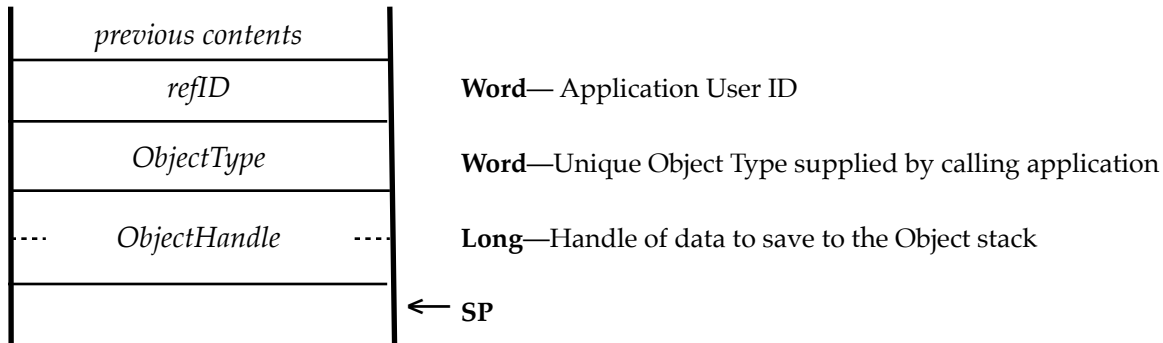 previous contents
refID Word— Application User ID
ObjectType Word—Unique Object Type supplied by calling application
ObjectHandle Long—Handle of data to save to the Object stack
SP